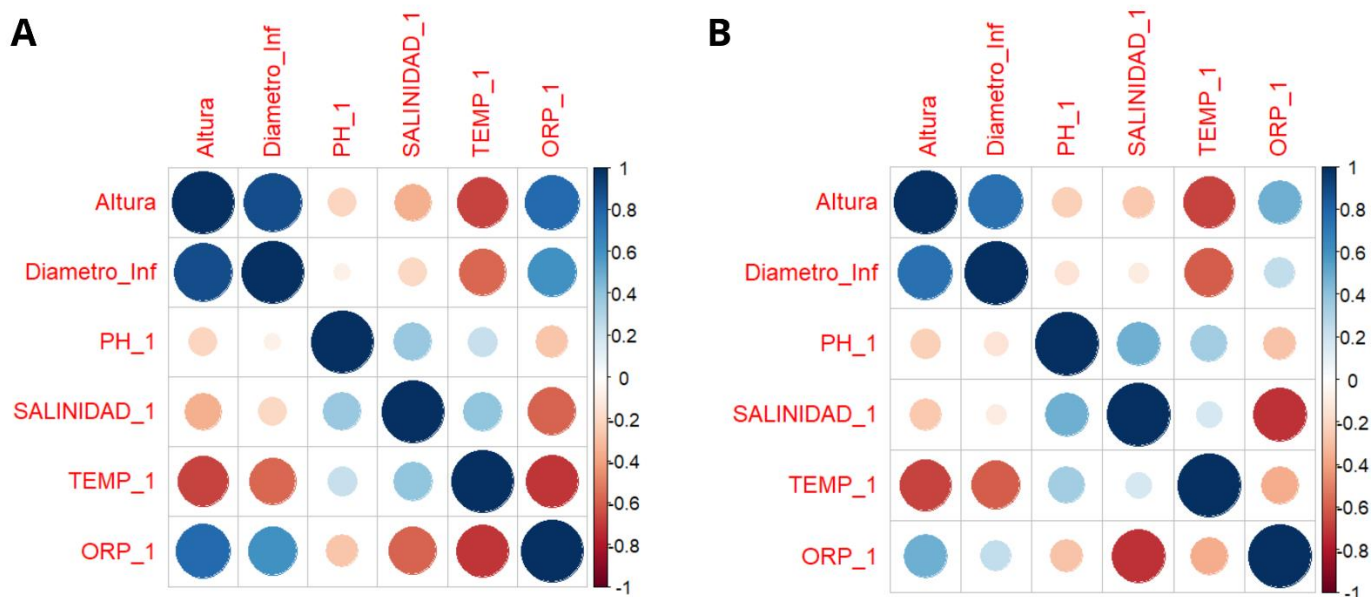 A
Altura
Diametro_Inf
PH_1
SALINIDAD_1
TEMP_1
ORP_1
Altura
Diametro_Inf
PH_1
SALINIDAD_1
TEMP_1
ORP_1
1
0.8
0.6
0.4
0.2
0
-0.2
-0.4
-0.6
-0.8
-1
B
Altura
Diametro_Inf
PH_1
SALINIDAD_1
TEMP_1
ORP_1
Altura
Diametro_Inf
PH_1
SALINIDAD_1
TEMP_1
ORP_1
1
0.8
0.6
0.4
0.2
0
-0.2
-0.4
-0.6
-0.8
-1